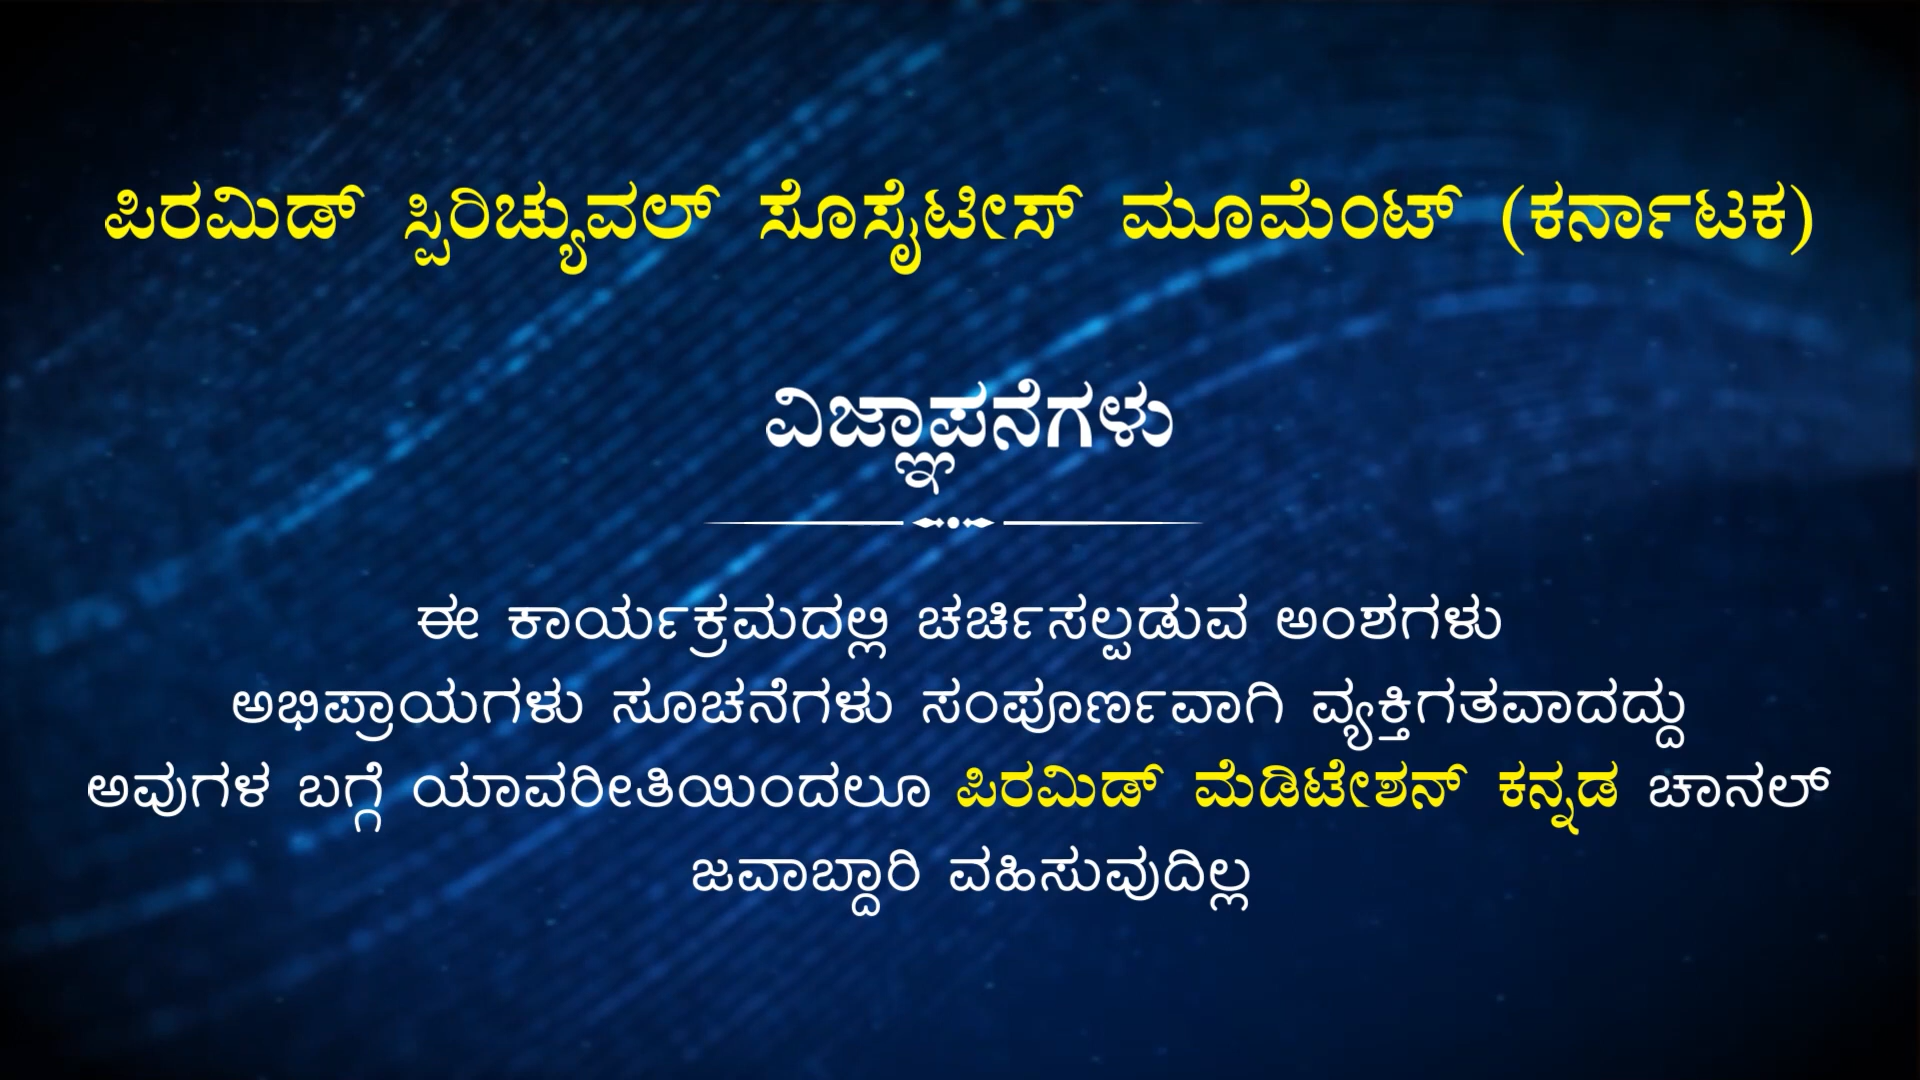 ಪಿರಮಿಡ್ ಸ್ಪಿರಿಚ್ಯುವಲ್ ಸೊಸೈಟೀಸ್ ಮೂಮೆಂಟ್ (ಕರ್ನಾಟಕ)
ವಿಜ್ಞಾಪನೆಗಳು
ಈ ಕಾರ್ಯಕ್ರಮದಲ್ಲಿ ಚರ್ಚಿಸಲ್ಪಡುವ ಅಂಶಗಳು
ಅಭಿಪ್ರಾಯಗಳು ಸೂಚನೆಗಳು ಸಂಪೂರ್ಣವಾಗಿ ವ್ಯಕ್ತಿಗತವಾದದ್ದು
ಅವುಗಳ ಬಗ್ಗೆ ಯಾವರೀತಿಯಿಂದಲೂ ಪಿರಮಿಡ್ ಮೆಡಿಟೇಶನ್ ಕನ್ನಡ ಚಾನಲ್
ಜವಾಬ್ದಾರಿ ವಹಿಸುವುದಿಲ್ಲ